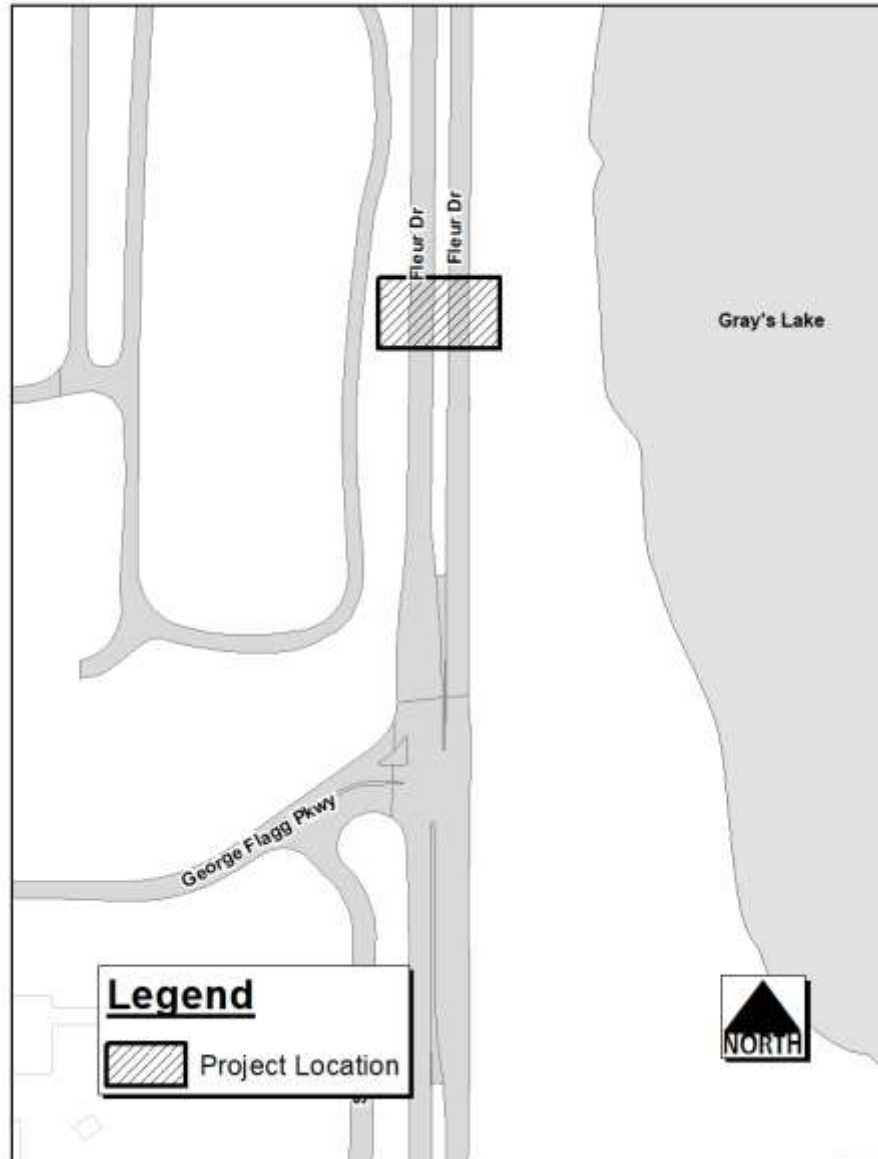 Fleur Dr
Fleur Dr
Gray's Lake
George Flagg Pkwy
Legend
Project Location
NORTH